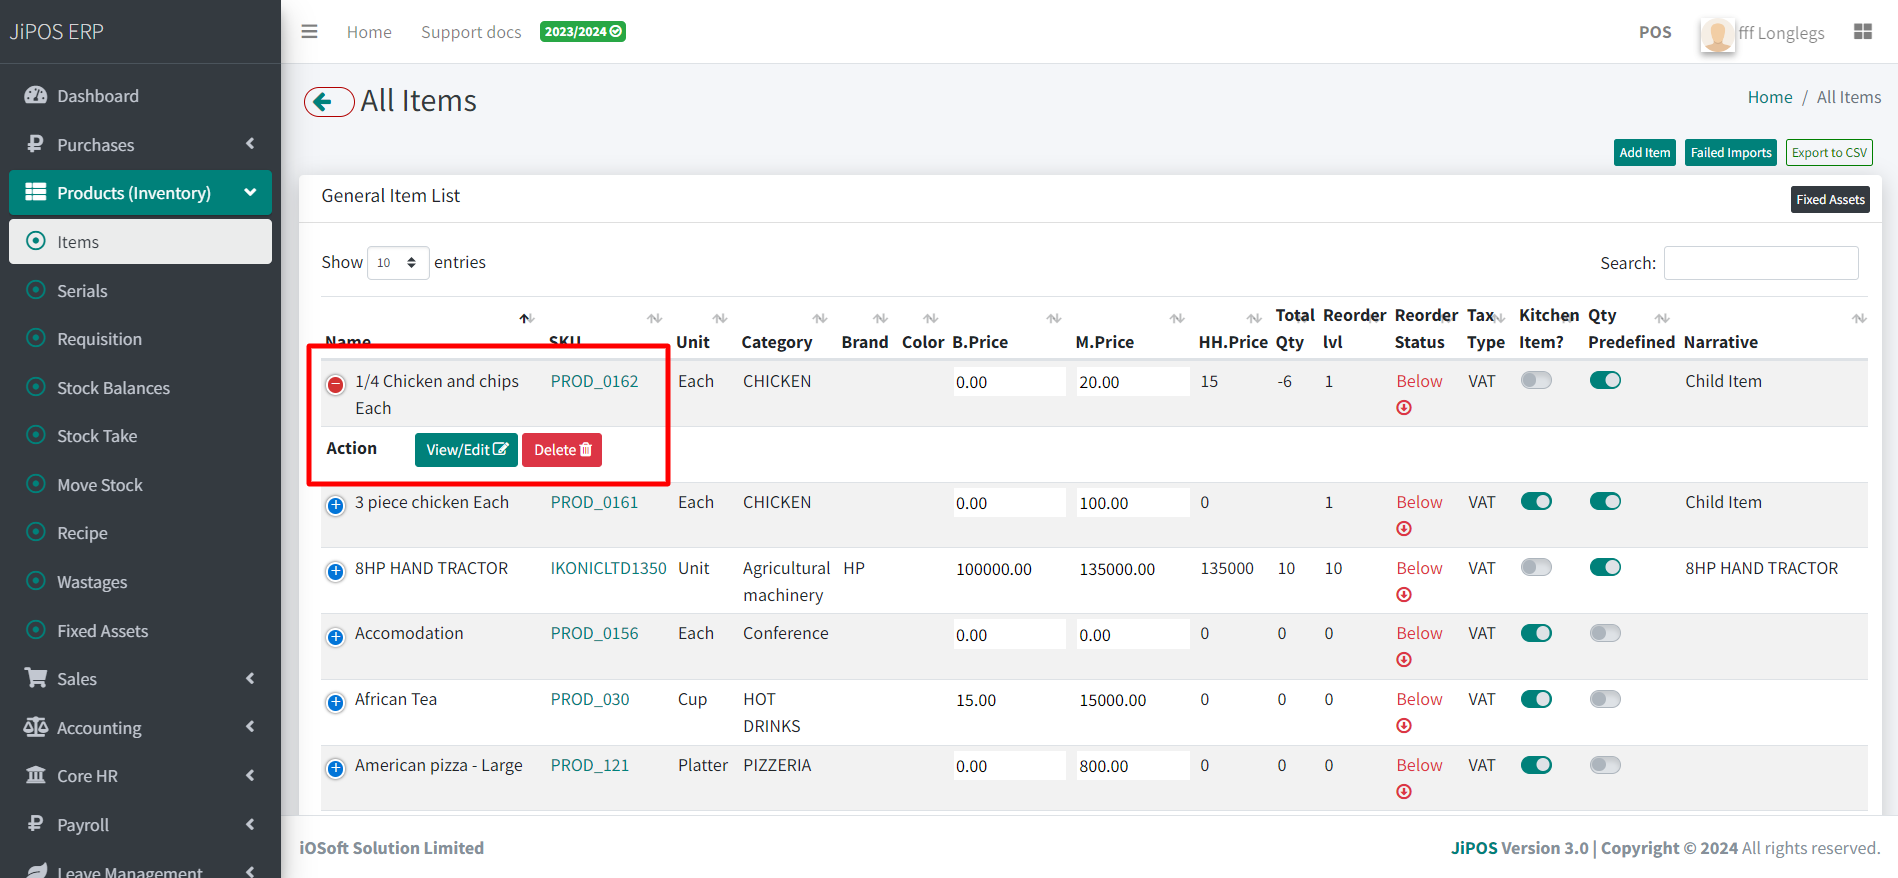 JiPOS ERP
Home Support docs 2023/2024
POS fff Longlegs
Dashboard
Purchases
Products (Inventory)
Items
Serials
Requisition
Stock Balances
Stock Take
Move Stock
Recipe
Wastages
Fixed Assets
Sales
Accounting
Core HR
Payroll
Leave Management
All Items
Home / All Items
Add Item Failed Imports Export to CSV
General Item List
Fixed Assets
Show 10 entries
Search:
Name SKU Unit Category Brand Color B.Price M.Price HH.Price Total Qty Reorder lvl Reorder Status Tax Type Kitchen Item? Qty Predefined Narrative
1/4 Chicken and chips Each PROD_0162 Each CHICKEN 0.00 20.00 15 -6 1 Below VAT Child Item
Action View/Edit Delete
3 piece chicken Each PROD_0161 Each CHICKEN 0.00 100.00 0 1 Below VAT Child Item
8HP HAND TRACTOR IKONICLTD1350 Unit Agricultural machinery HP 100000.00 135000.00 135000 10 10 Below VAT 8HP HAND TRACTOR
Accomodation PROD_0156 Each Conference 0.00 0.00 0 0 0 Below VAT
African Tea PROD_030 Cup HOT DRINKS 15.00 15000.00 0 0 0 Below VAT
American pizza - Large PROD_121 Platter PIZZERIA 0.00 800.00 0 0 0 Below VAT
iOSoft Solution Limited
JiPOS Version 3.0 | Copyright © 2024 All rights reserved.